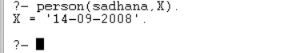 ?- person(sadhana,X).
X = '14-09-2008'.
?-